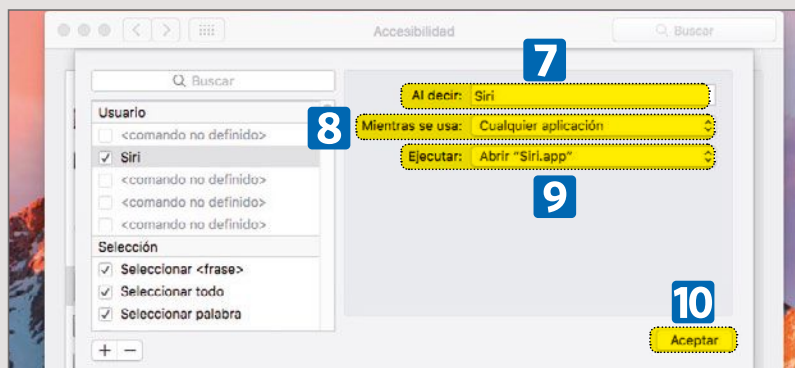 Accesibilidad
Buscar
Buscar
Usuario
<comando no definido>
Siri
<comando no definido>
<comando no definido>
<comando no definido>
Selección
Seleccionar <frase>
Seleccionar todo
Seleccionar palabra
+ −
7
Al decir: Siri
8
Mientras se usa: Cualquier aplicación
Ejecutar: Abrir "Siri.app"
9
10
Aceptar